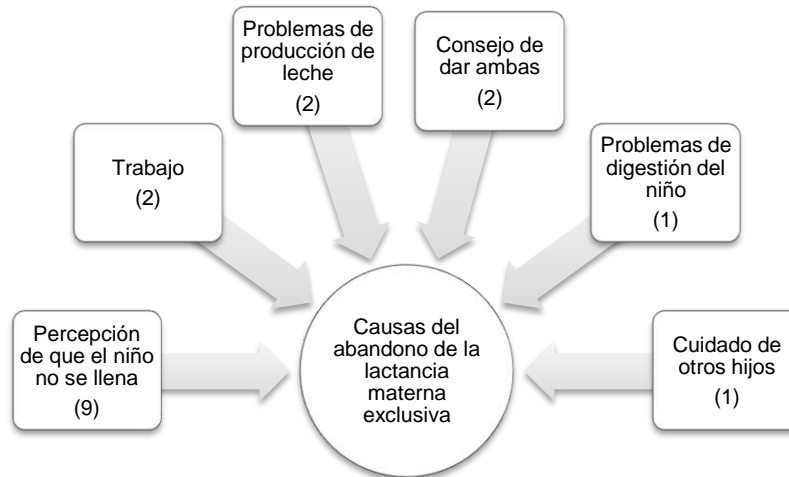 Problemas de
producción de
leche
(2)
Consejo de
dar ambas
(2)
Trabajo
(2)
Problemas de
digestión del
niño
(1)
Percepción
de que el niño
no se llena
(9)
Causas del
abandono de la
lactancia
materna
exclusiva
Cuidado de
otros hijos
(1)